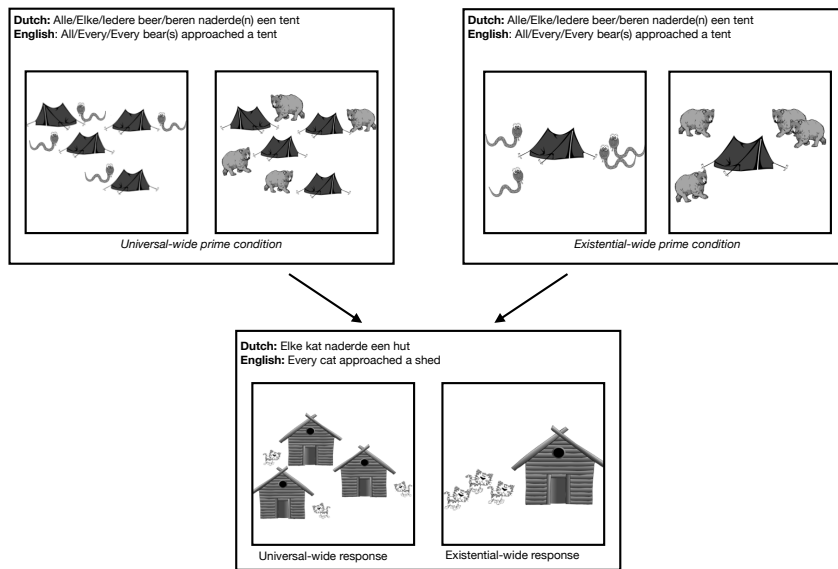 Dutch: Alle/Elke/Iedere beer/beren naderde(n) een tent
English: All/Every/Every bear(s) approached a tent
Universal-wide prime condition
Dutch: Alle/Elke/Iedere beer/beren naderde(n) een tent
English: All/Every/Every bear(s) approached a tent
Existential-wide prime condition
Dutch: Elke kat naderde een hut
English: Every cat approached a shed
Universal-wide response
Existential-wide response